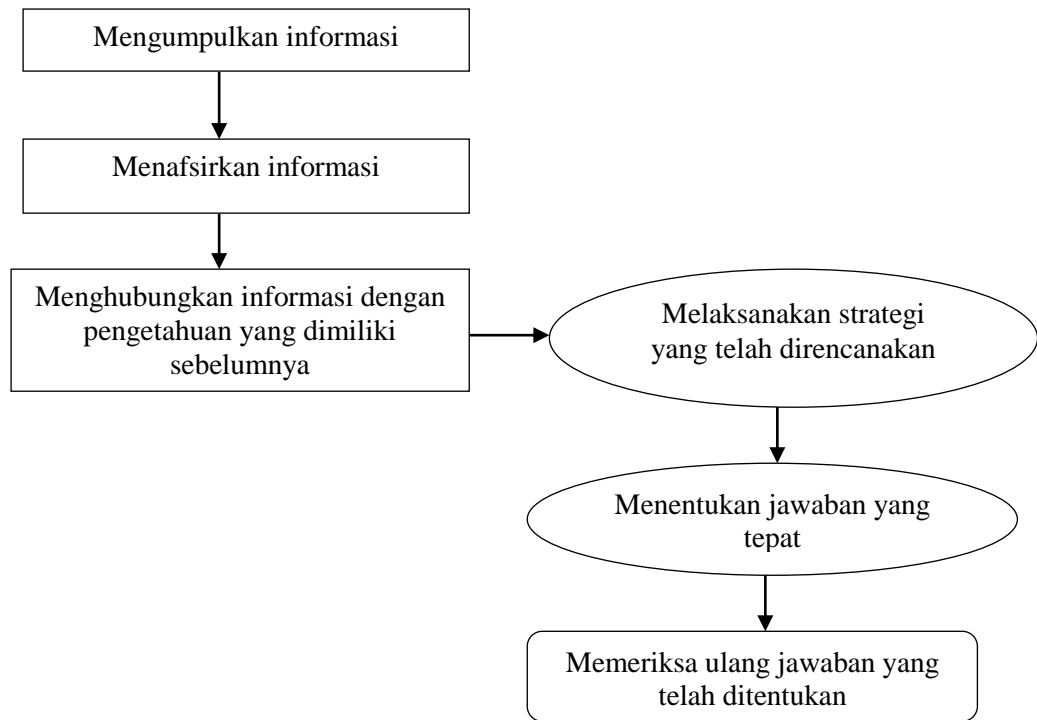 Mengumpulkan informasi
Menafsirkan informasi
Menghubungkan informasi dengan
pengetahuan yang dimiliki
sebelumnya
Melaksanakan strategi
yang telah direncanakan
Menentukan jawaban yang
tepat
Memeriksa ulang jawaban yang
telah ditentukan